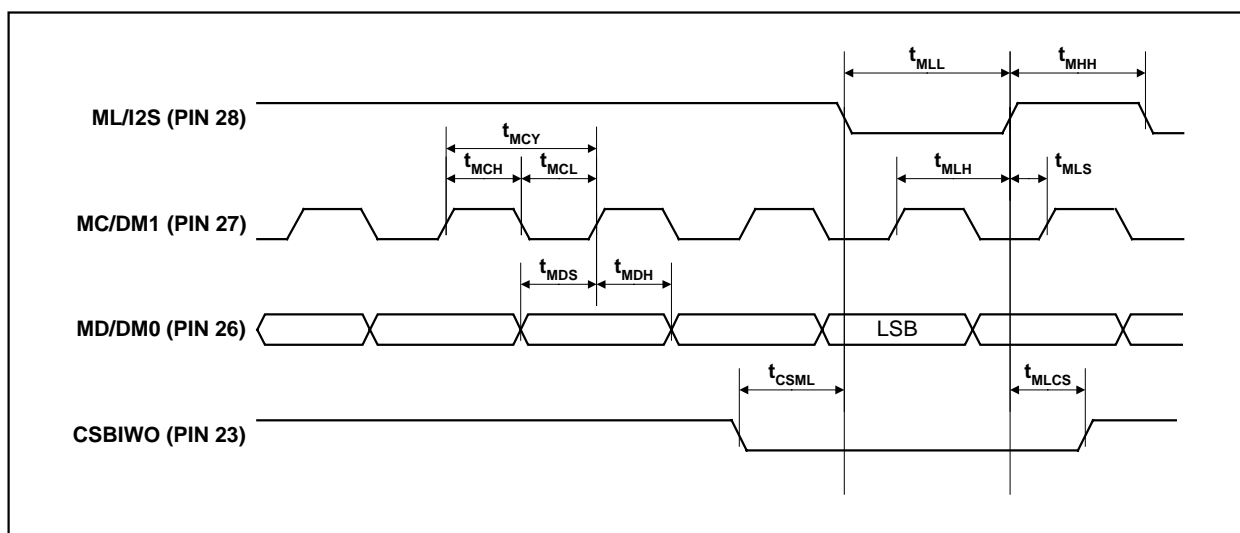 tMLL tMHH
ML/I2S (PIN 28)
tMCY
tMCH tMCL tMLH tMLS
MC/DM1 (PIN 27)
tMDS tMDH
MD/DM0 (PIN 26) LSB
tCSML tMLCS
CSBIWO (PIN 23)